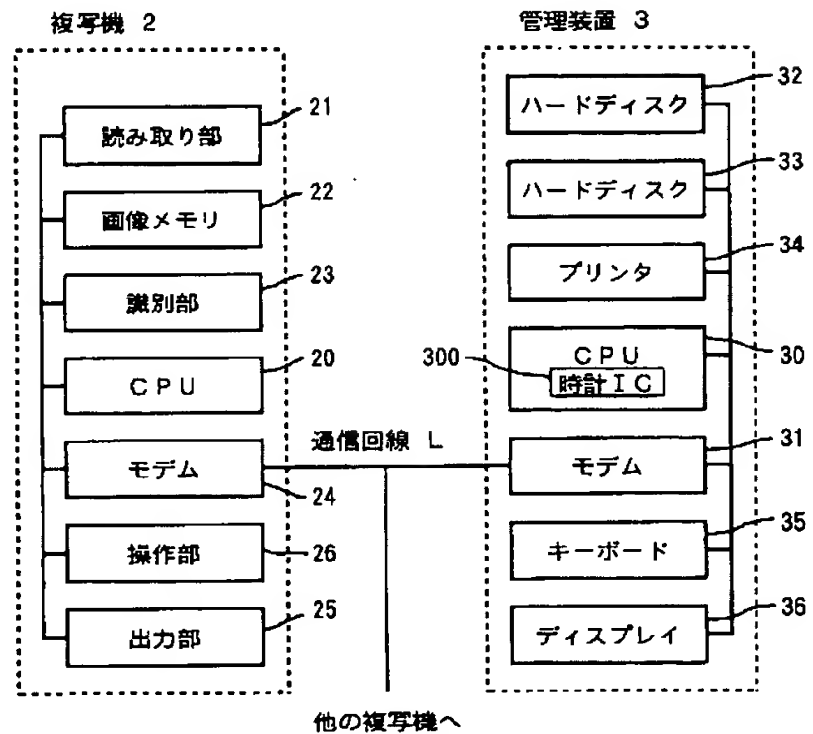 複写機 2
読み取り部
21
画像メモリ
22
識別部
23
CPU
20
モデム
24
操作部
26
出力部
25
通信回線 L
他の複写機へ
管理装置 3
ハードディスク
32
ハードディスク
33
プリンタ
34
CPU
時計IC
30
300
モデム
31
キーボード
35
ディスプレイ
36